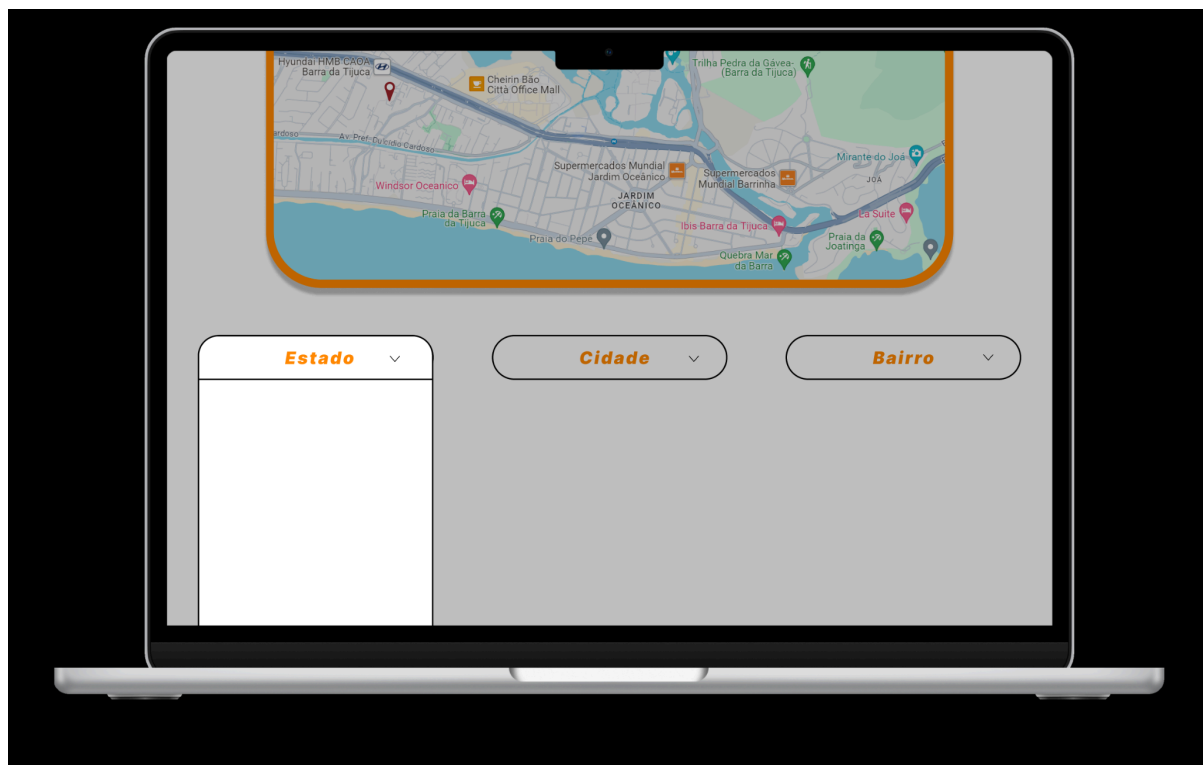 Hyundai HMB CAOA
Barra da Tijuca
Cheirin Bão
Città Office Mall
Trilha Pedra da Gávea-
(Barra da Tijuca)
Av. Pref. Dulcídio Cardoso
Mirante do Joá
Supermercados Mundial
Jardim Oceânico
Supermercados
Mundial Barrinha
JOÁ
Windsor Oceanico
JARDIM
OCEÂNICO
Praia da Barra
da Tijuca
La Suite
Ibis Barra da Tijuca
Praia do Pepe
Praia da
Joatinga
Quebra Mar
da Barra
Estado
Cidade
Bairro